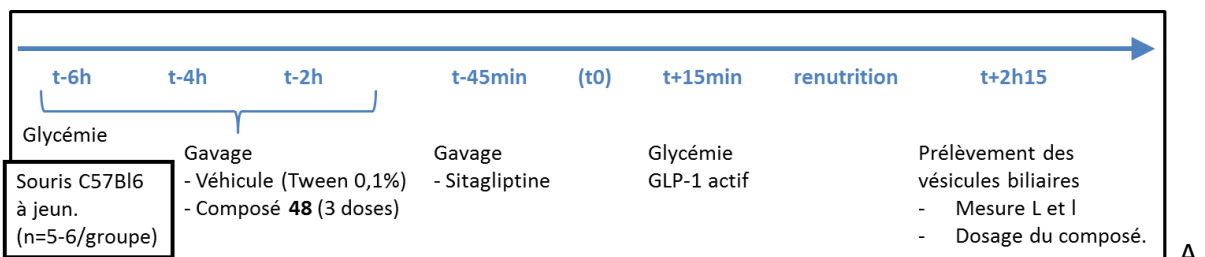 t-6h t-4h t-2h t-45min (t0) t+15min renutrition t+2h15
Glycémie
Souris C57Bl6
à jeun.
(n=5-6/groupe)
Gavage
- Véhicule (Tween 0,1%)
- Composé 48 (3 doses)
Gavage
- Sitagliptine
Glycémie
GLP-1 actif
Prélèvement des
vésicules biliaires
- Mesure L et l
- Dosage du composé.
A